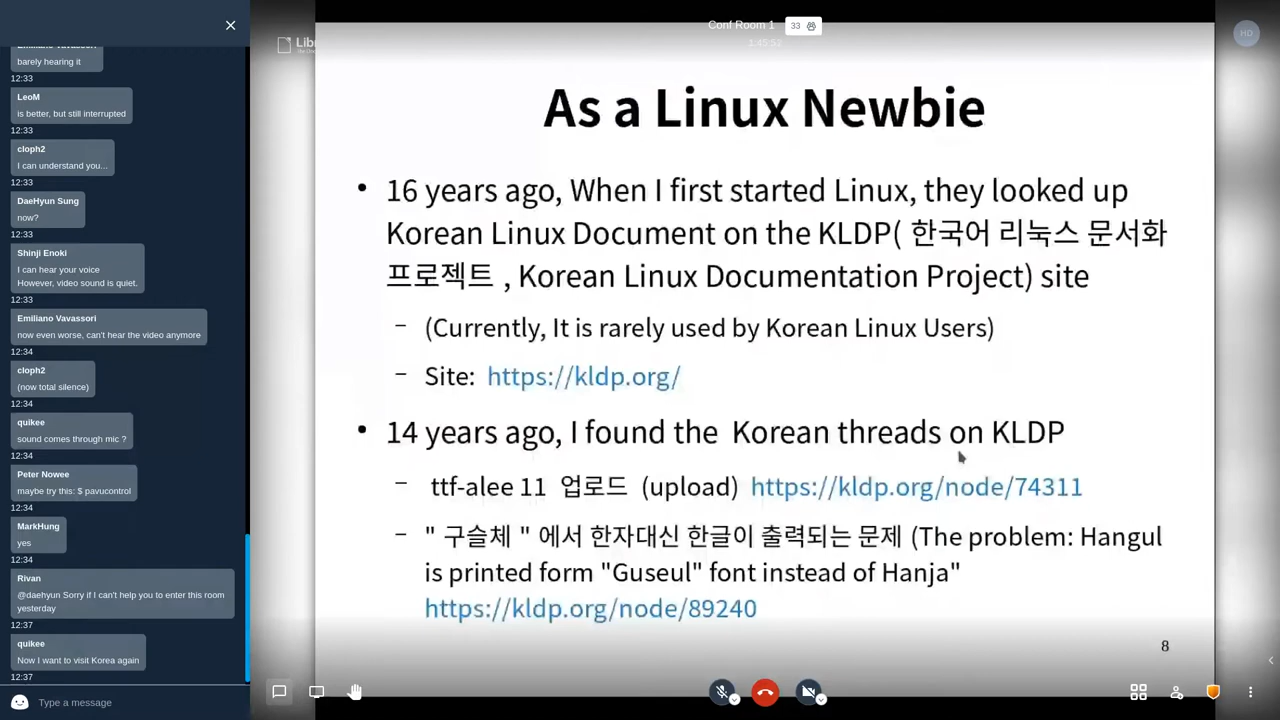 Emiliano Vavassori
barely hearing it
12:33
LeoM
is better, but still interrupted
12:33
cloph2
I can understand you...
12:33
DaeHyun Sung
now?
12:33
Shinji Enoki
I can hear your voice
However, video sound is quiet.
12:33
Emiliano Vavassori
now even worse, can't hear the video anymore
12:34
cloph2
(now total silence)
12:34
quikee
sound comes through mic ?
12:34
Peter Nowee
maybe try this: $ pavucontrol
12:34
MarkHung
yes
12:34
Rivan
@daehyun Sorry if I can't help you to enter this room
yesterday
12:37
quikee
Now I want to visit Korea again
12:37
Type a message
Conf Room 1
33
1:45:53
HD
Libr
As a Linux Newbie
• 16 years ago, When I first started Linux, they looked up
Korean Linux Document on the KLDP( 한국어 리눅스 문서화
프로젝트 , Korean Linux Documentation Project) site
– (Currently, It is rarely used by Korean Linux Users)
– Site: https://kldp.org/
• 14 years ago, I found the Korean threads on KLDP
– ttf-alee 11 업로드 (upload) https://kldp.org/node/74311
– " 구슬체 " 에서 한자대신 한글이 출력되는 문제 (The problem: Hangul
is printed form "Guseul" font instead of Hanja"
https://kldp.org/node/89240
8